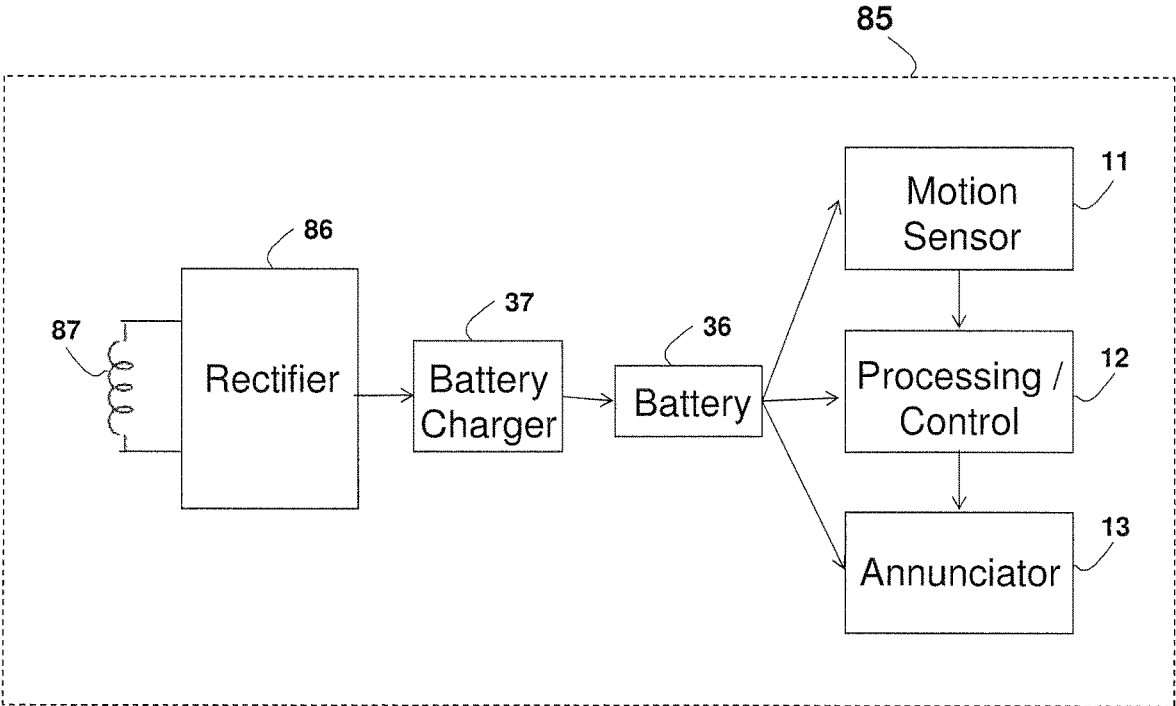 85
11
Motion
Sensor
86
37
36
87
Rectifier
Battery
Charger
Battery
Processing /
Control
12
13
Annunciator